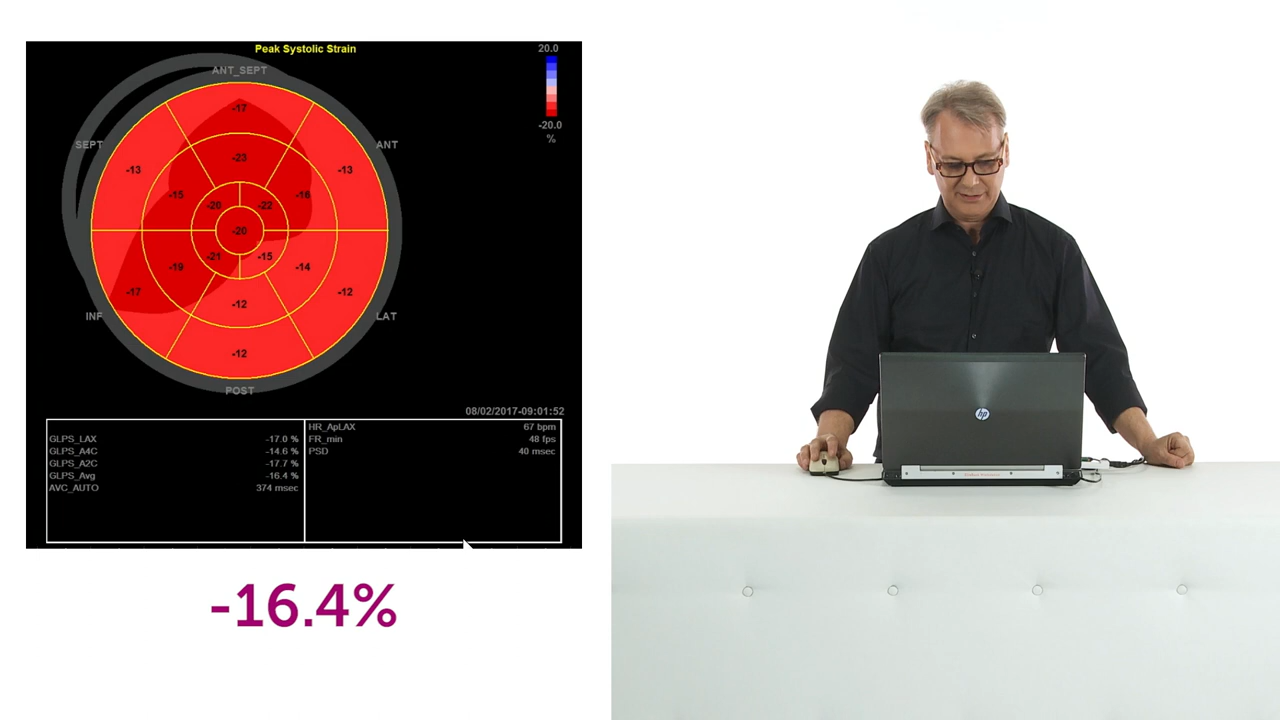 Peak Systolic Strain
20.0
-20.0
%
ANT_SEPT
SEPT
ANT
INF
LAT
POST
-17
-13
-13
-23
-15
-16
-20
-22
-20
-21
-15
-19
-14
-17
-12
-12
-12
08/02/2017-09:01:52
GLPS_LAX -17.0 %
GLPS_A4C -14.6 %
GLPS_A2C -17.7 %
GLPS_Avg -16.4 %
AVC_AUTO 374 msec
HR_ApLAX 67 bpm
FR_min 48 fps
PSD 40 msec
-16.4%
hp